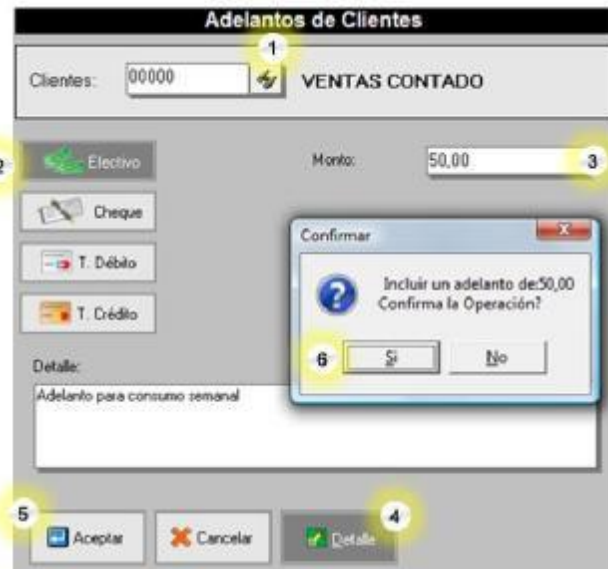 Adelantos de Clientes
1
Clientes: 00000 VENTAS CONTADO
2 Efectivo Monto: 50,00 3
Cheque
T. Débito
T. Crédito
Confirmar
Incluir un adelanto de:50,00
Confirma la Operación?
6 Si No
Detalle:
Adelanto para consumo semanal
5 4
Aceptar Cancelar Detalle